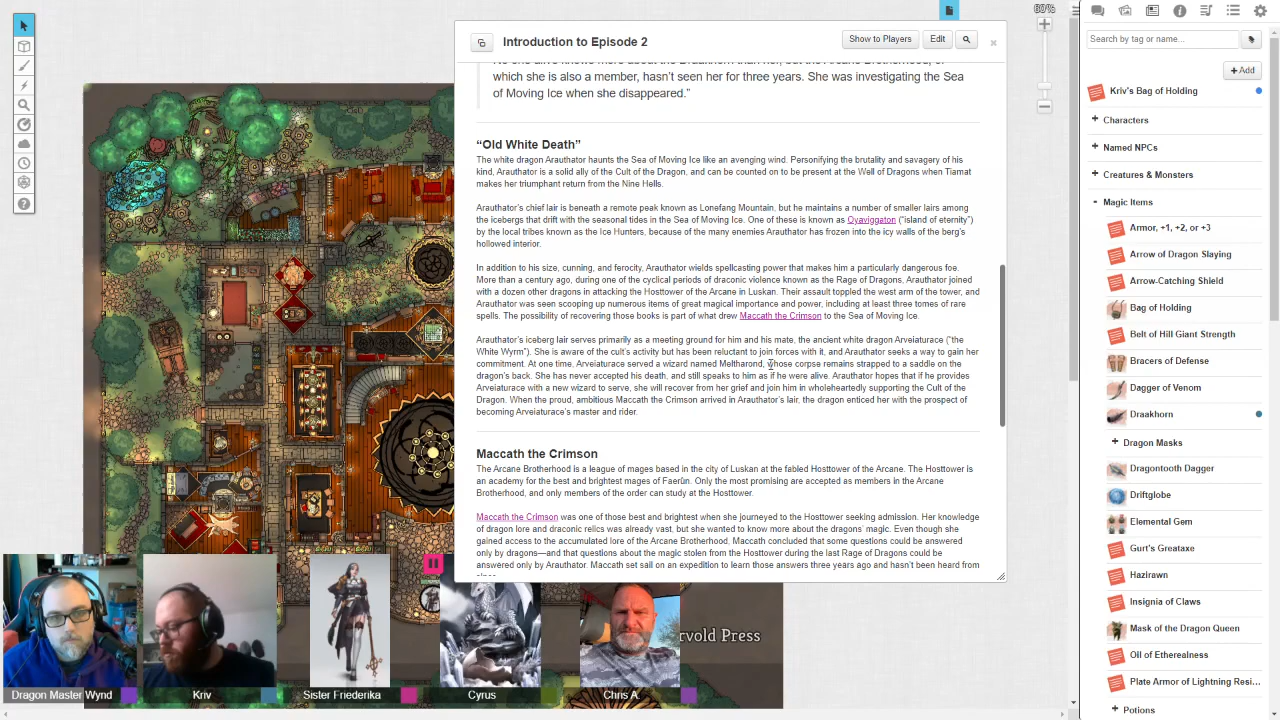 80%
Introduction to Episode 2
Show to Players
Edit
which she is also a member, hasn't seen her for three years. She was investigating the Sea
of Moving Ice when she disappeared."
"Old White Death"
The white dragon Arauthator haunts the Sea of Moving Ice like an avenging wind. Personifying the brutality and savagery of his
kind, Arauthator is a solid ally of the Cult of the Dragon, and can be counted on to be present at the Well of Dragons when Tiamat
makes her triumphant return from the Nine Hells.
Arauthator's chief lair is beneath a remote peak known as Lonefang Mountain, but he maintains a number of smaller lairs among
the icebergs that drift with the seasonal tides in the Sea of Moving Ice. One of these is known as Oyaviggaton ("island of eternity")
by the local tribes known as the Ice Hunters, because of the many enemies Arauthator has frozen into the icy walls of the berg's
hollowed interior.
In addition to his size, cunning, and ferocity, Arauthator wields spellcasting power that makes him a particularly dangerous foe.
More than a century ago, during one of the cyclical periods of draconic violence known as the Rage of Dragons, Arauthator joined
with a dozen other dragons in attacking the Hosttower of the Arcane in Luskan. Their assault toppled the west arm of the tower, and
Arauthator was seen scooping up numerous items of great magical importance and power, including at least three tomes of rare
spells. The possibility of recovering those books is part of what drew Maccath the Crimson to the Sea of Moving Ice.
Arauthator's iceberg lair serves primarily as a meeting ground for him and his mate, the ancient white dragon Arveiaturace ("the
White Wyrm"). She is aware of the cult's activity but has been reluctant to join forces with it, and Arauthator seeks a way to gain her
commitment. At one time, Arveiaturace served a wizard named Meltharond, whose corpse remains strapped to a saddle on the
dragon's back. She has never accepted his death, and still speaks to him as if he were alive. Arauthator hopes that if he provides
Arveiaturace with a new wizard to serve, she will recover from her grief and join him in wholeheartedly supporting the Cult of the
Dragon. When the proud, ambitious Maccath the Crimson arrived in Arauthator's lair, the dragon enticed her with the prospect of
becoming Arveiaturace's master and rider.
Maccath the Crimson
The Arcane Brotherhood is a league of mages based in the city of Luskan at the fabled Hosttower of the Arcane. The Hosttower is
an academy for the best and brightest mages of Faerûn. Only the most promising are accepted as members in the Arcane
Brotherhood, and only members of the order can study at the Hosttower.
Maccath the Crimson was one of those best and brightest when she journeyed to the Hosttower seeking admission. Her knowledge
of dragon lore and draconic relics was already vast, but she wanted to know more about the dragons' magic. Even though she
gained access to the accumulated lore of the Arcane Brotherhood, Maccath concluded that some questions could be answered
only by dragons—and that questions about the magic stolen from the Hosttower during the last Rage of Dragons could be
answered only by Arauthator. Maccath set sail on an expedition to learn those answers three years ago and hasn't been heard from
Search by tag or name...
+ Add
Kriv's Bag of Holding
Characters
Named NPCs
Creatures & Monsters
Magic Items
Armor, +1, +2, or +3
Arrow of Dragon Slaying
Arrow-Catching Shield
Bag of Holding
Belt of Hill Giant Strength
Bracers of Defense
Dagger of Venom
Draakhorn
Dragon Masks
Dragontooth Dagger
Driftglobe
Elemental Gem
Gurt's Greataxe
Hazirawn
Insignia of Claws
Mask of the Dragon Queen
Oil of Etherealness
Plate Armor of Lightning Resi...
Potions
rvold Press
Dragon Master Wynd
Kriv
Sister Friederika
Cyrus
Chris A.